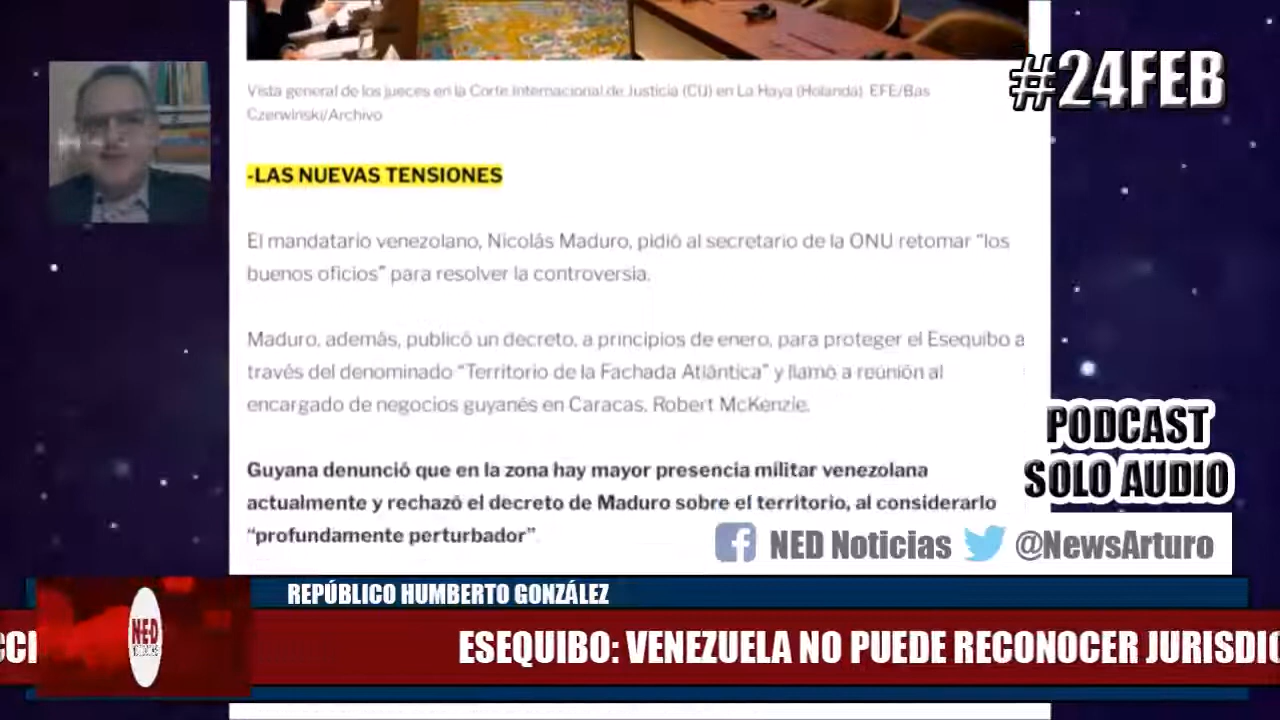 Vista general de los jueces en la Corte Internacional de Justicia (CIJ) en La Haya (Holanda). EFE/Bas
Czerwinski/Archivo
#24FEB
-LAS NUEVAS TENSIONES
El mandatario venezolano, Nicolás Maduro, pidió al secretario de la ONU retomar “los
buenos oficios” para resolver la controversia.
Maduro, además, publicó un decreto, a principios de enero, para proteger el Esequibo a
través del denominado “Territorio de la Fachada Atlántica” y llamó a reunión al
encargado de negocios guyanés en Caracas, Robert McKenzie.
PODCAST
SOLO AUDIO
Guyana denunció que en la zona hay mayor presencia militar venezolana
actualmente y rechazó el decreto de Maduro sobre el territorio, al considerarlo
“profundamente perturbador”.
NED Noticias @NewsArturo
REPÚBLICO HUMBERTO GONZÁLEZ
NED
NOTICIAS
ESEQUIBO: VENEZUELA NO PUEDE RECONOCER JURISDIC